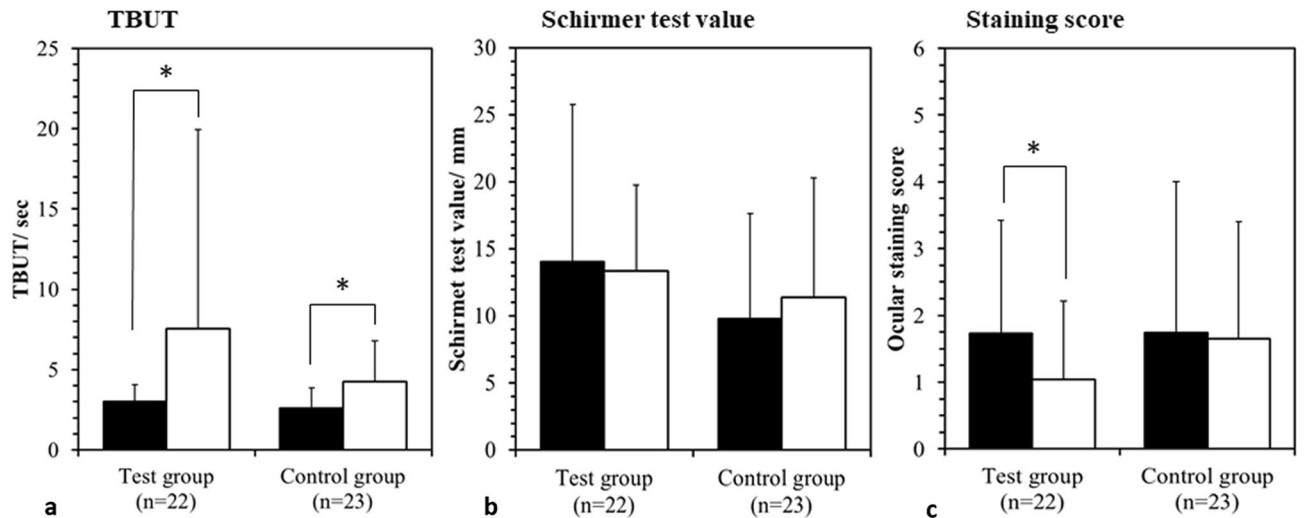 TBUT
25
20
15
10
5
0
TBUT/ sec
*
*
Test group
(n=22)
Control group
(n=23)
a
Schirmer test value
30
25
20
15
10
5
0
Schirmet test value/ mm
Test group
(n=22)
Control group
(n=23)
b
Staining score
6
5
4
3
2
1
0
Ocular staining score
*
Test group
(n=22)
Control group
(n=23)
c